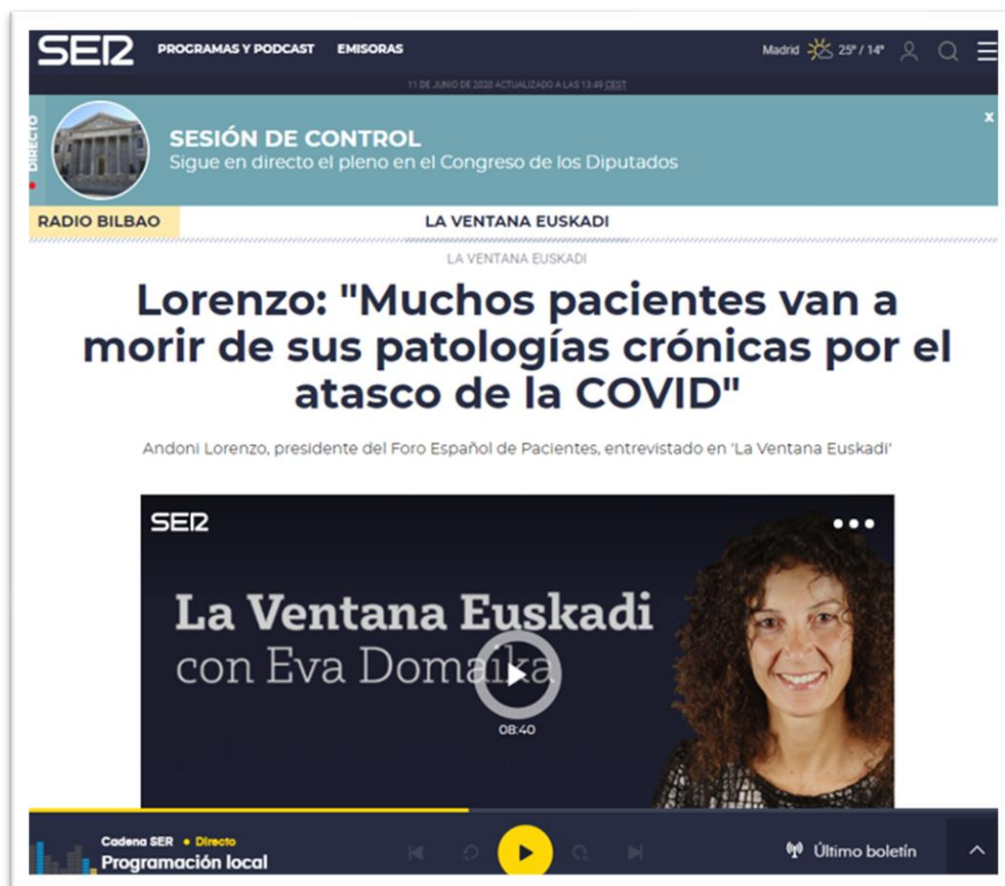 SER PROGRAMAS Y PODCAST EMISORAS Madrid 25º / 14º
11 DE JUNIO DE 2020 ACTUALIZADO A LAS 13:49 CEST
DIRECTO
SESIÓN DE CONTROL
Sigue en directo el pleno en el Congreso de los Diputados
x
RADIO BILBAO LA VENTANA EUSKADI
LA VENTANA EUSKADI
Lorenzo: "Muchos pacientes van a
morir de sus patologías crónicas por el
atasco de la COVID"
Andoni Lorenzo, presidente del Foro Español de Pacientes, entrevistado en 'La Ventana Euskadi'
SER
La Ventana Euskadi
con Eva Domaika
08:40
Cadena SER • Directo
Programación local
Último boletín